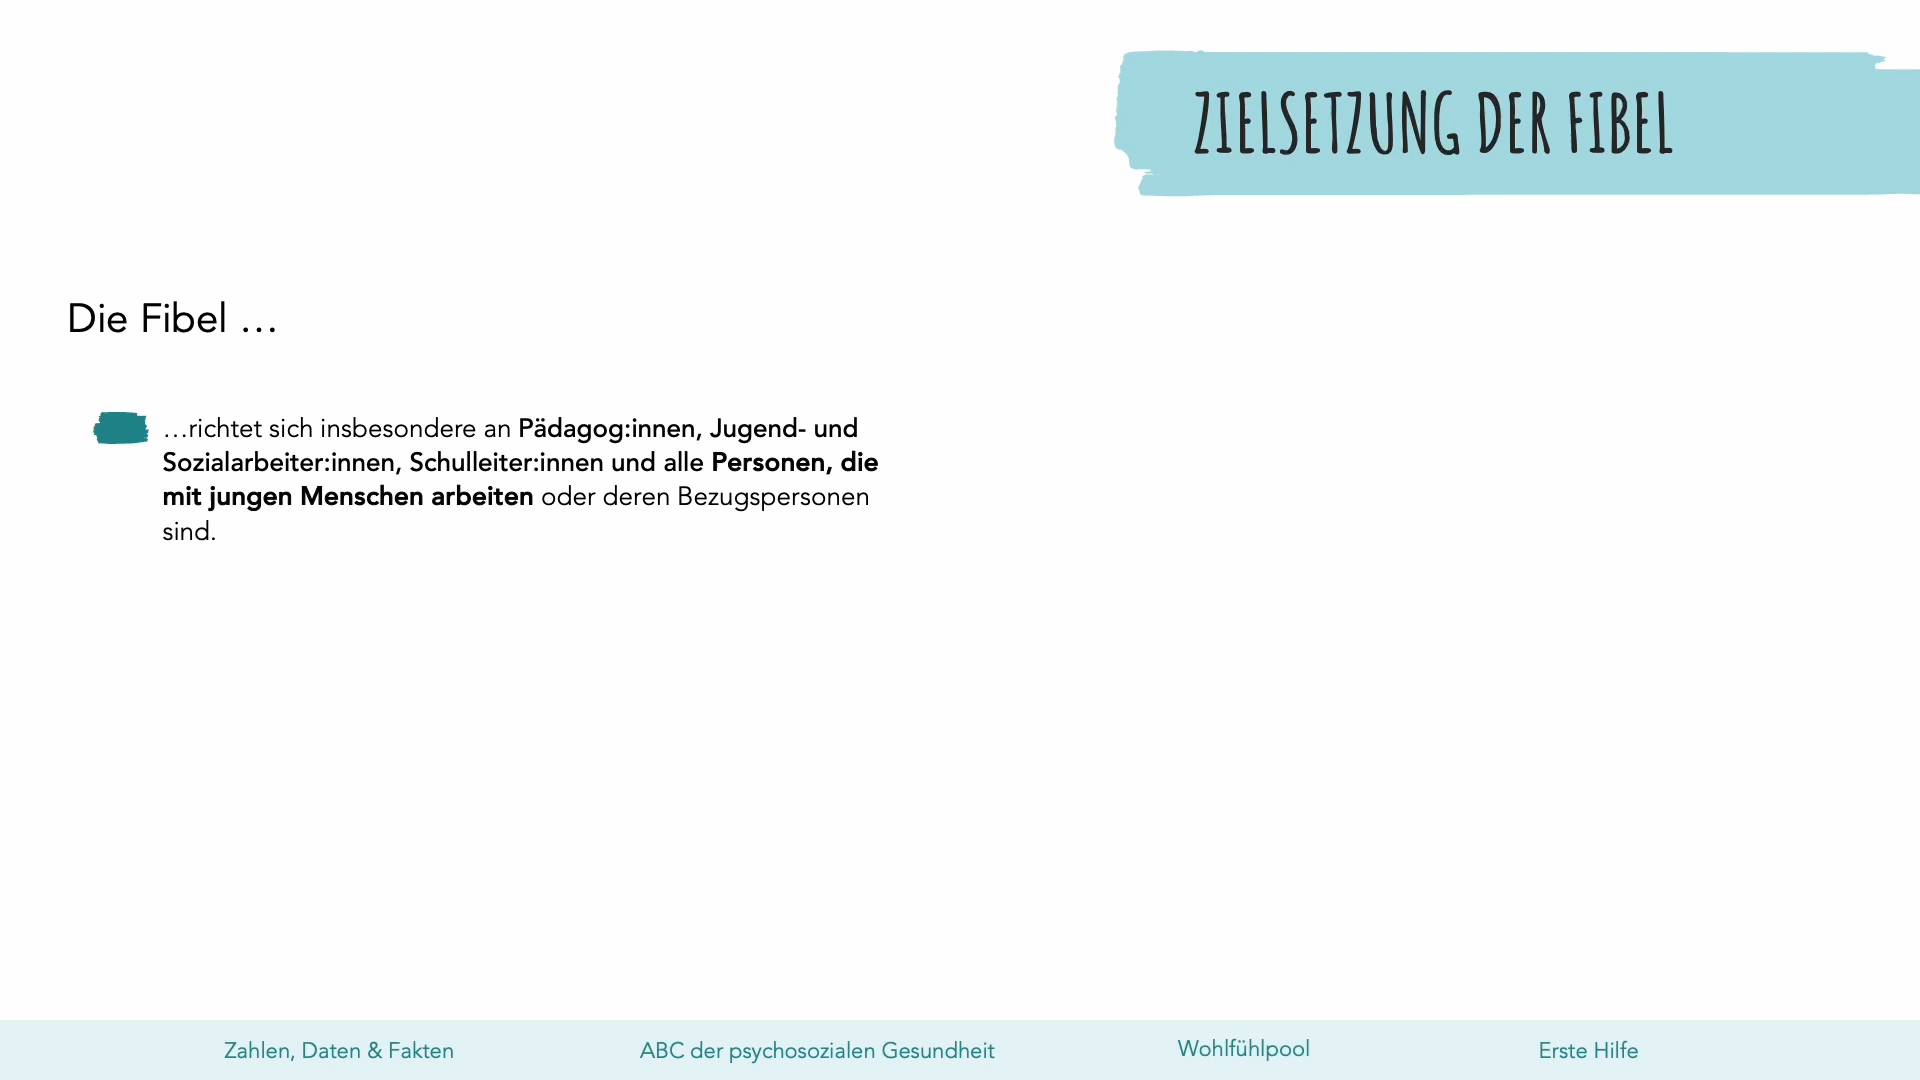 ZIELSETZUNG DER FIBEL
Die Fibel …
…richtet sich insbesondere an Pädagog:innen, Jugend- und
Sozialarbeiter:innen, Schulleiter:innen und alle Personen, die
mit jungen Menschen arbeiten oder deren Bezugspersonen
sind.
Zahlen, Daten & Fakten
ABC der psychosozialen Gesundheit
Wohlfühlpool
Erste Hilfe